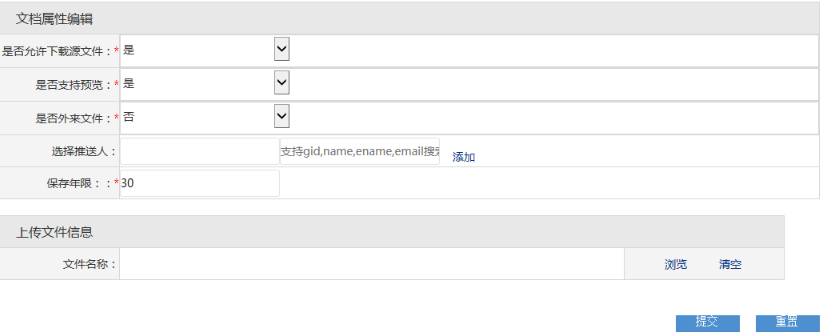 文档属性编辑
是否允许下载源文件：* 是
是否支持预览：* 是
是否外来文件：* 否
选择推送人： 支持gid,name,ename,email搜索 添加
保存年限：：* 30
上传文件信息
文件名称： 浏览 清空
提交 重置